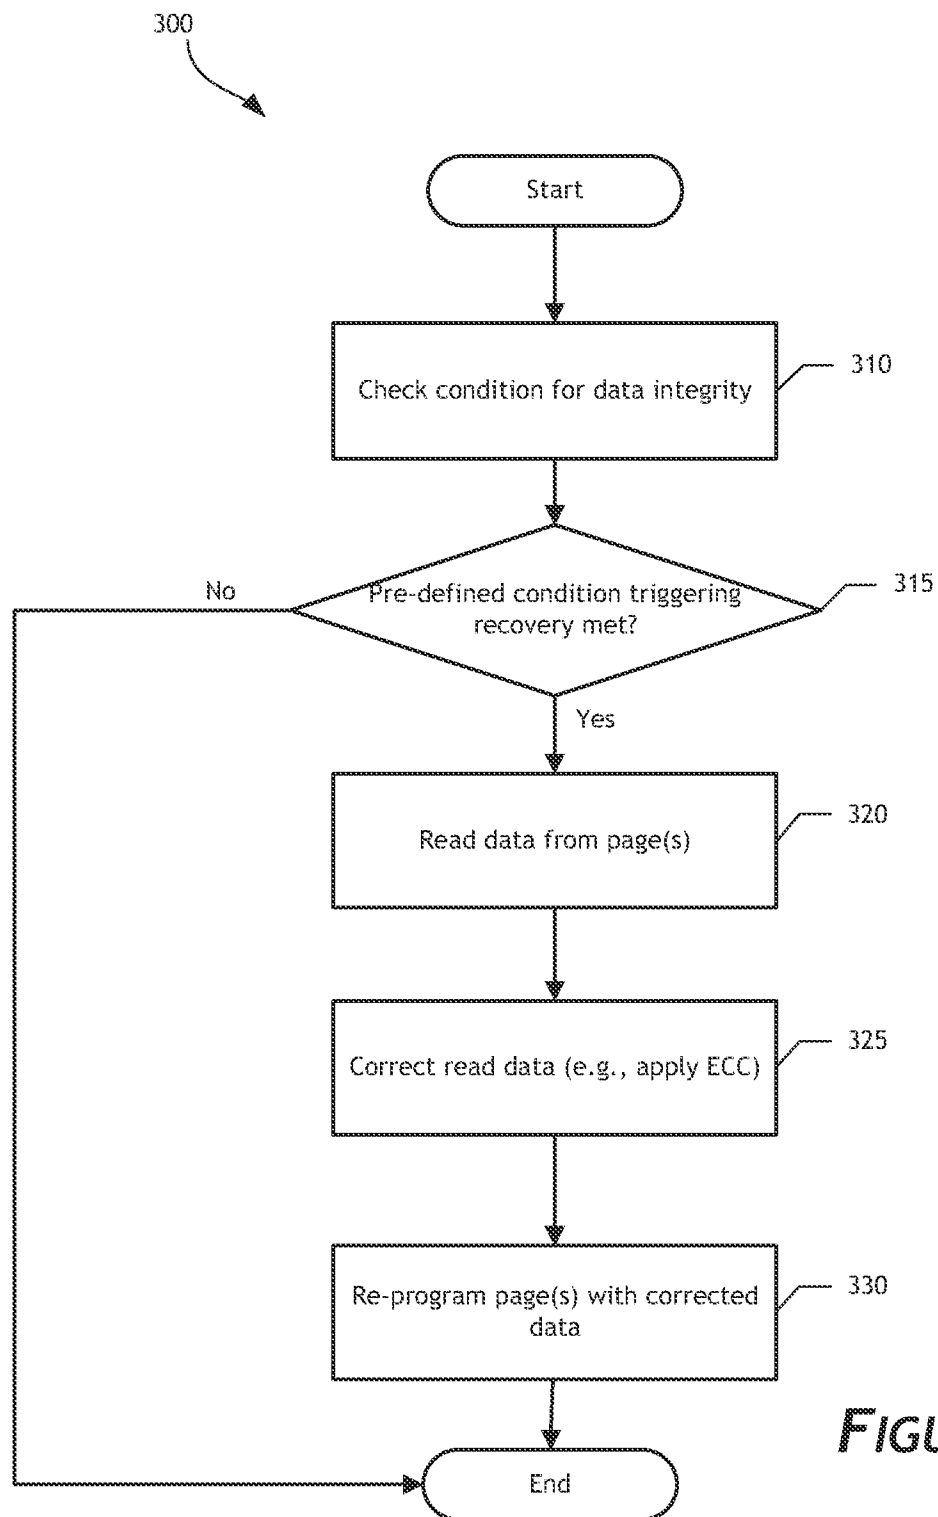 300
Start
Check condition for data integrity
310
Pre-defined condition triggering
recovery met?
315
No
Yes
Read data from page(s)
320
Correct read data (e.g., apply ECC)
325
Re-program page(s) with corrected
data
330
End